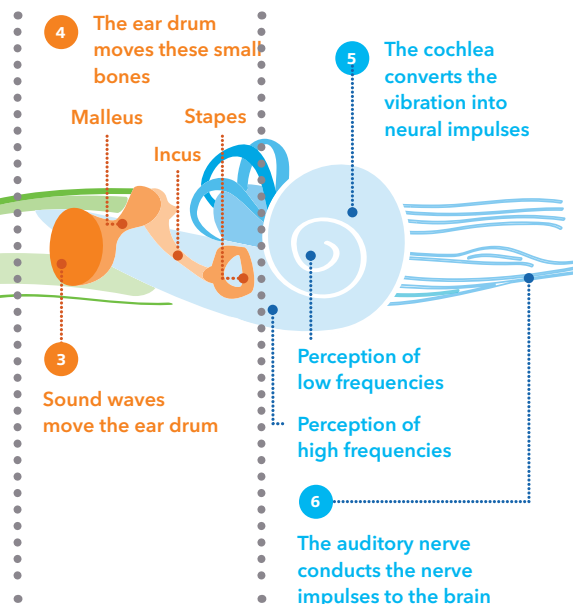 4
The ear drum
moves these small
bones
Malleus
Stapes
Incus
3
Sound waves
move the ear drum
5
The cochlea
converts the
vibration into
neural impulses
Perception of
low frequencies
Perception of
high frequencies
6
The auditory nerve
conducts the nerve
impulses to the brain